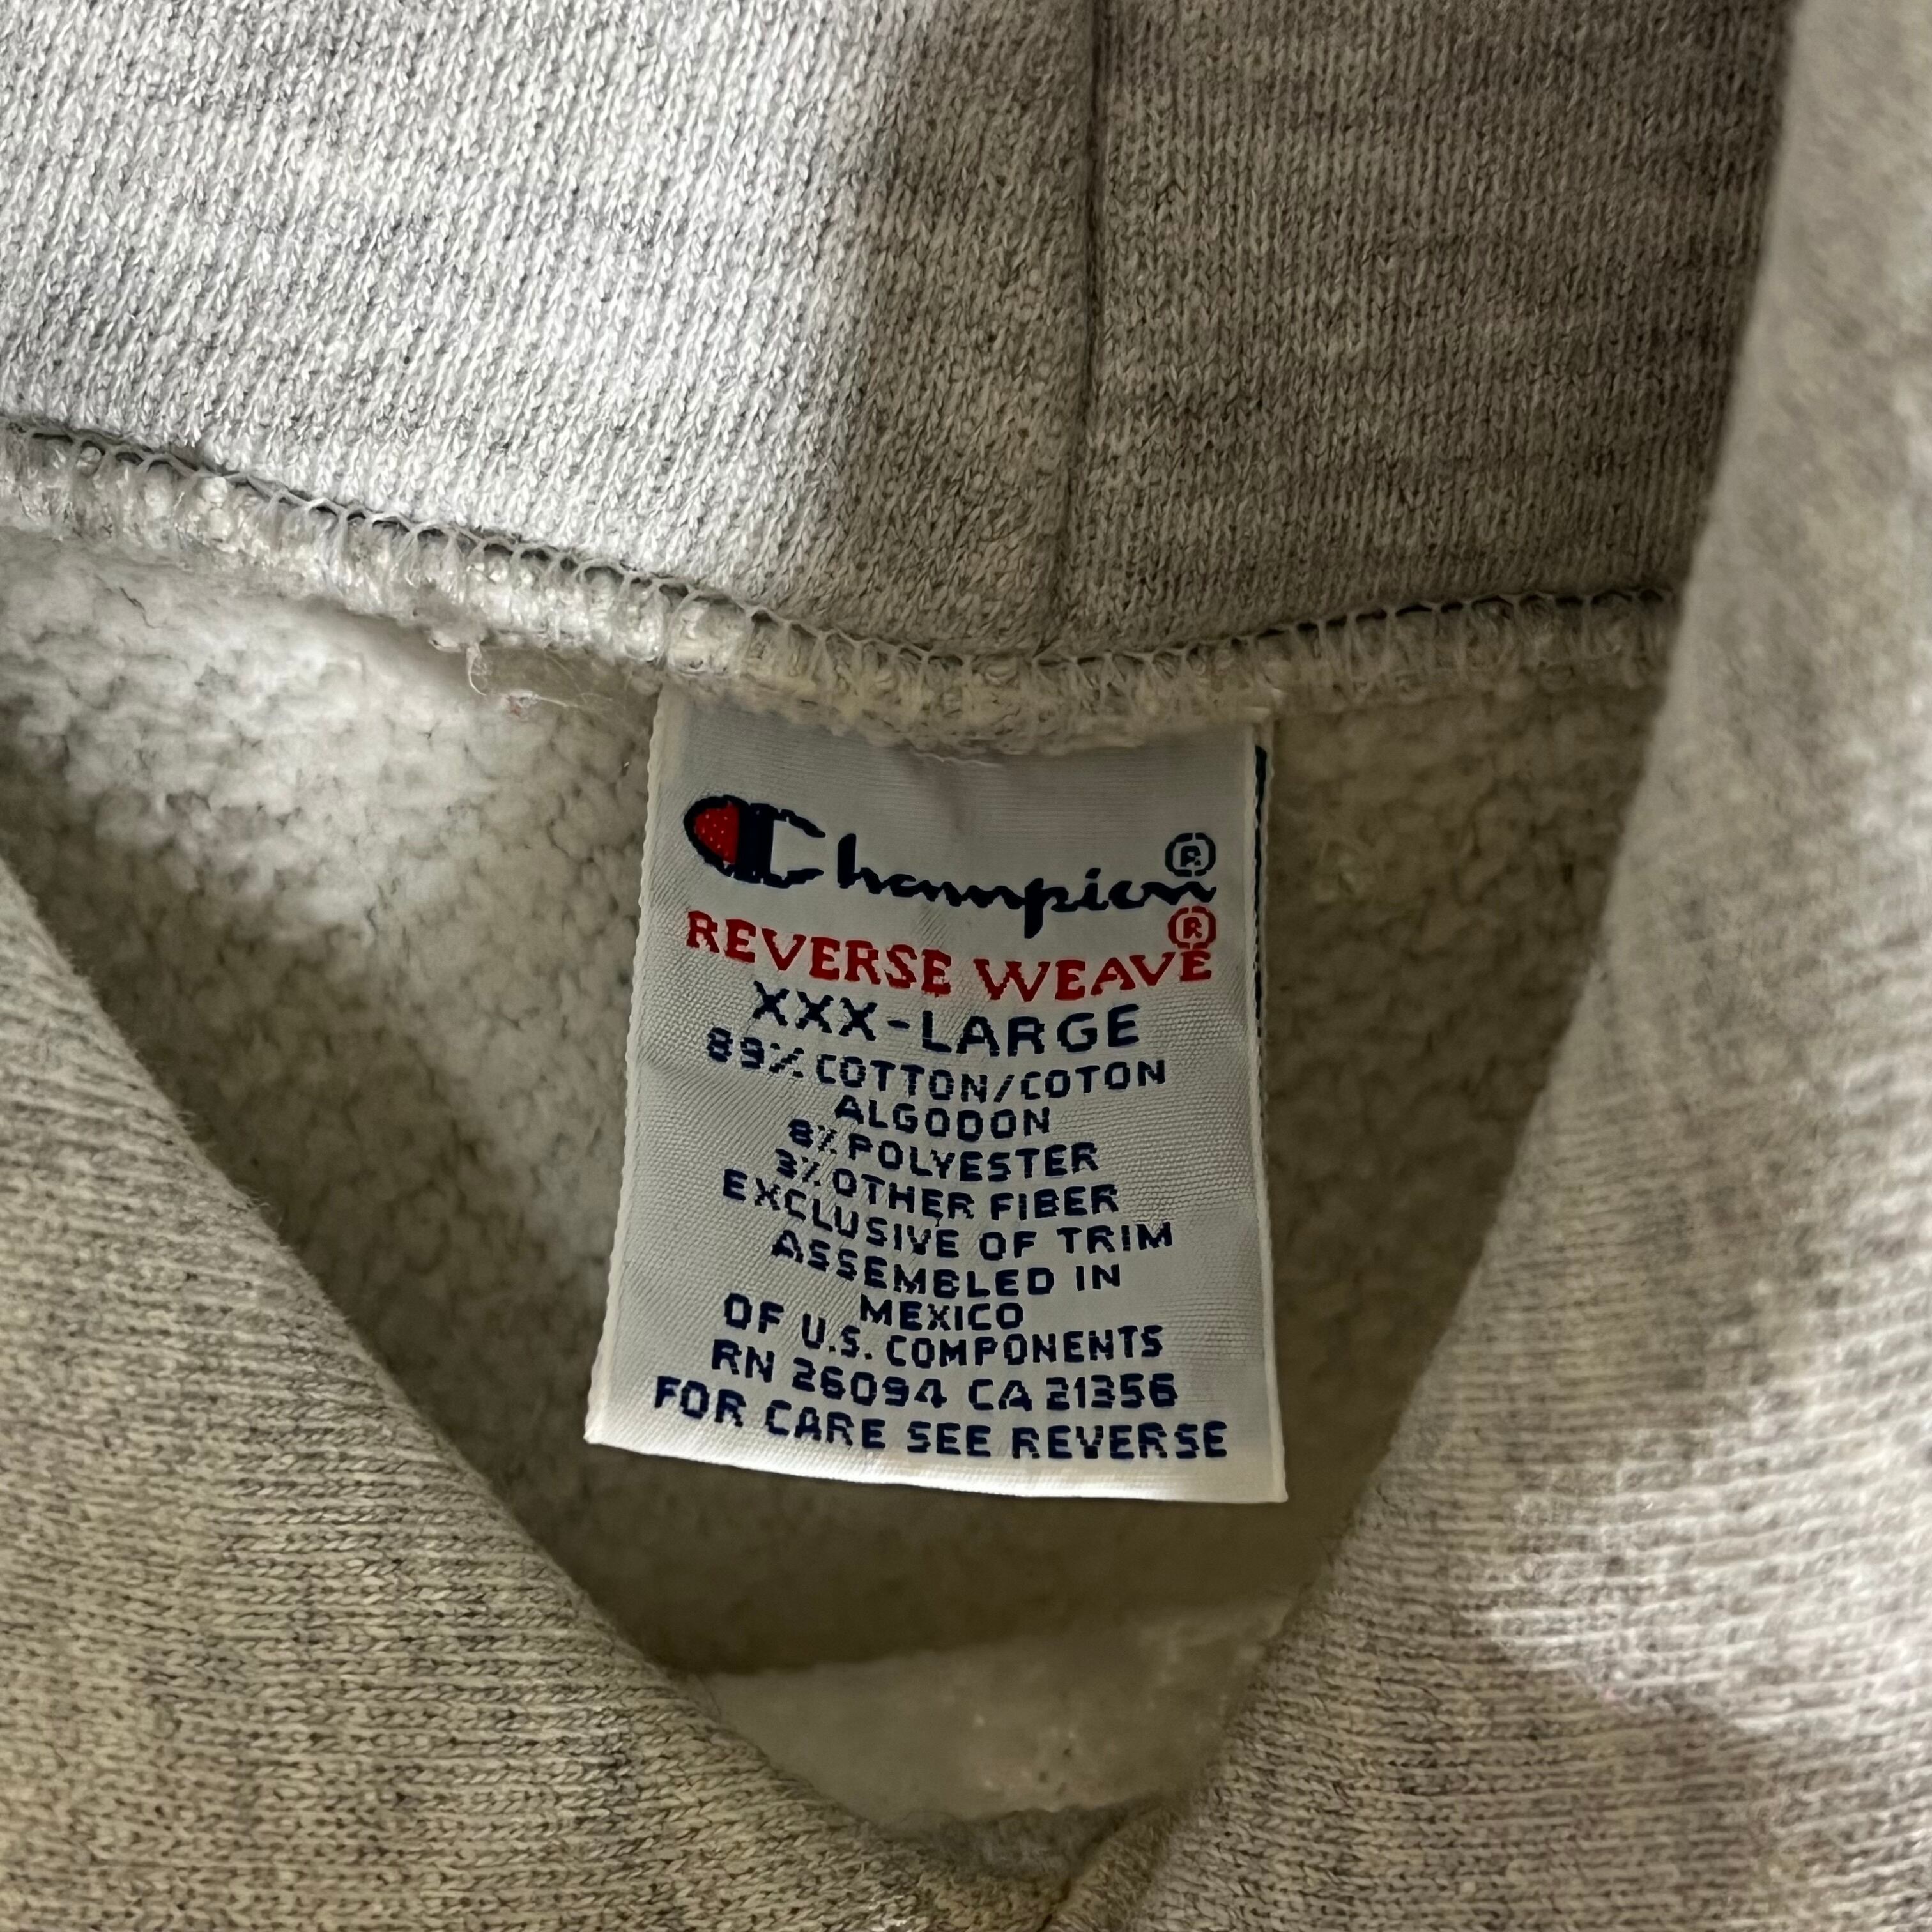 Champion®
REVERSE WEAVE®
XXX-LARGE
89% COTTON/COTON
ALGODON
8% POLYESTER
3% OTHER FIBER
EXCLUSIVE OF TRIM
ASSEMBLED IN
MEXICO
OF U.S. COMPONENTS
RN 26094 CA 21356
FOR CARE SEE REVERSE